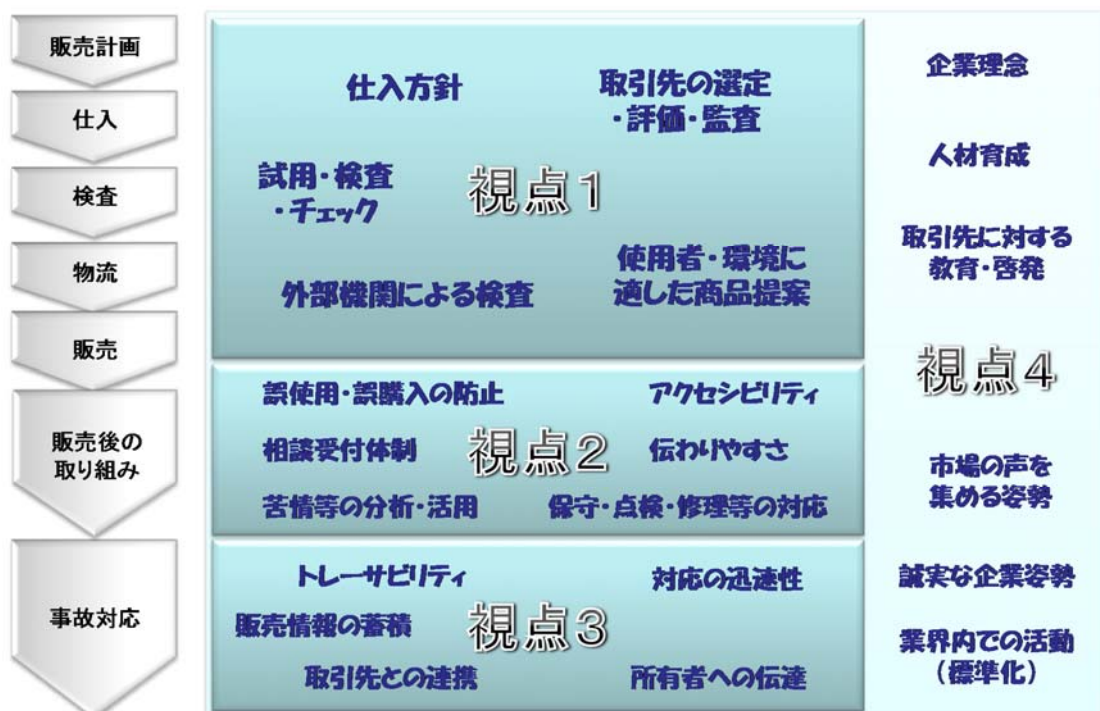 販売計画
仕入
検査
物流
販売
販売後の
取り組み
事故対応
仕入方針
取引先の選定
・評価・監査
試用・検査
・チェック
視点1
外部機関による検査
使用者・環境に
適した商品提案
誤使用・誤購入の防止
アクセシビリティ
相談受付体制
視点2
伝わりやすさ
苦情等の分析・活用
保守・点検・修理等の対応
トレーサビリティ
対応の迅速性
販売情報の蓄積
視点3
取引先との連携
所有者への伝達
企業理念
人材育成
取引先に対する
教育・啓発
視点4
市場の声を
集める姿勢
誠実な企業姿勢
業界内での活動
(標準化)